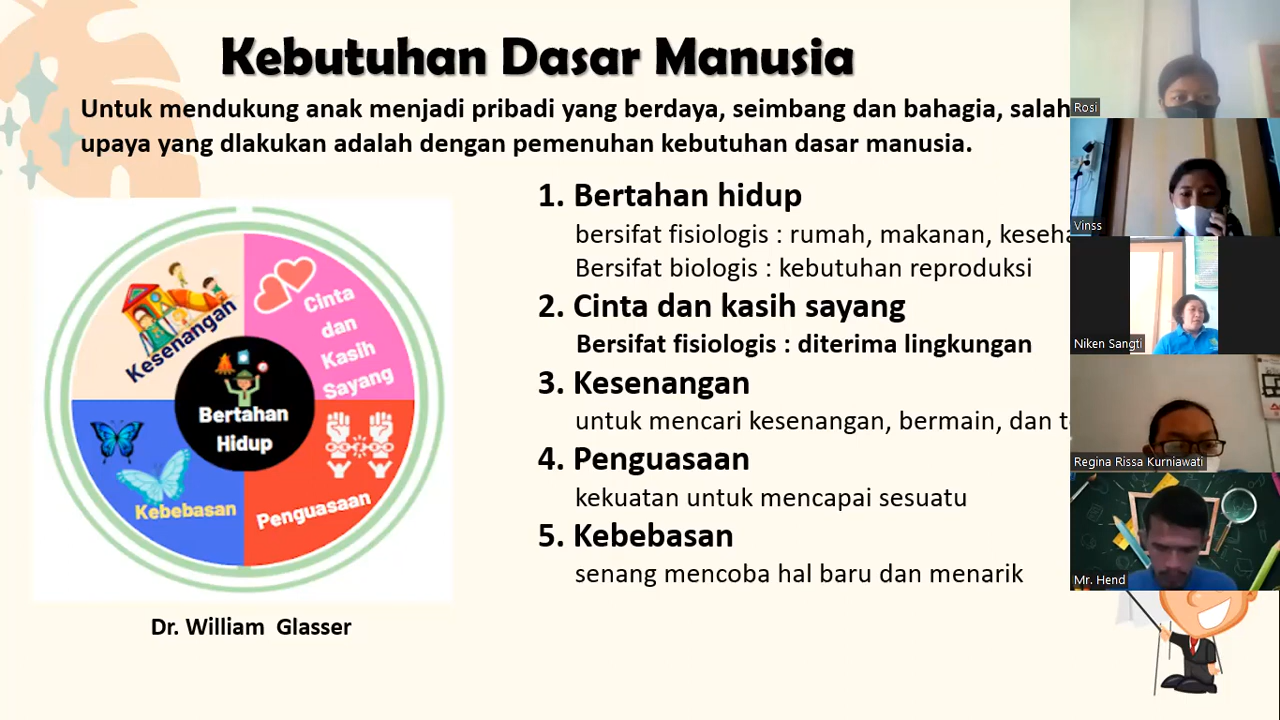 Kebutuhan Dasar Manusia
Untuk mendukung anak menjadi pribadi yang berdaya, seimbang dan bahagia, salah
upaya yang dlakukan adalah dengan pemenuhan kebutuhan dasar manusia.
Kesenangan
Cinta
dan
Kasih
Sayang
Bertahan
Hidup
Kebebasan
Penguasaan
Dr. William Glasser
1. Bertahan hidup
bersifat fisiologis : rumah, makanan,
Bersifat biologis : kebutuhan reproduksi
2. Cinta dan kasih sayang
Bersifat fisiologis : diterima lingkungan
3. Kesenangan
untuk mencari kesenangan, bermain, dan
4. Penguasaan
kekuatan untuk mencapai sesuatu
5. Kebebasan
senang mencoba hal baru dan menarik
Rosi
Vinss
Niken Sangti
Regina Rissa Kurniawati
Mr. Hend